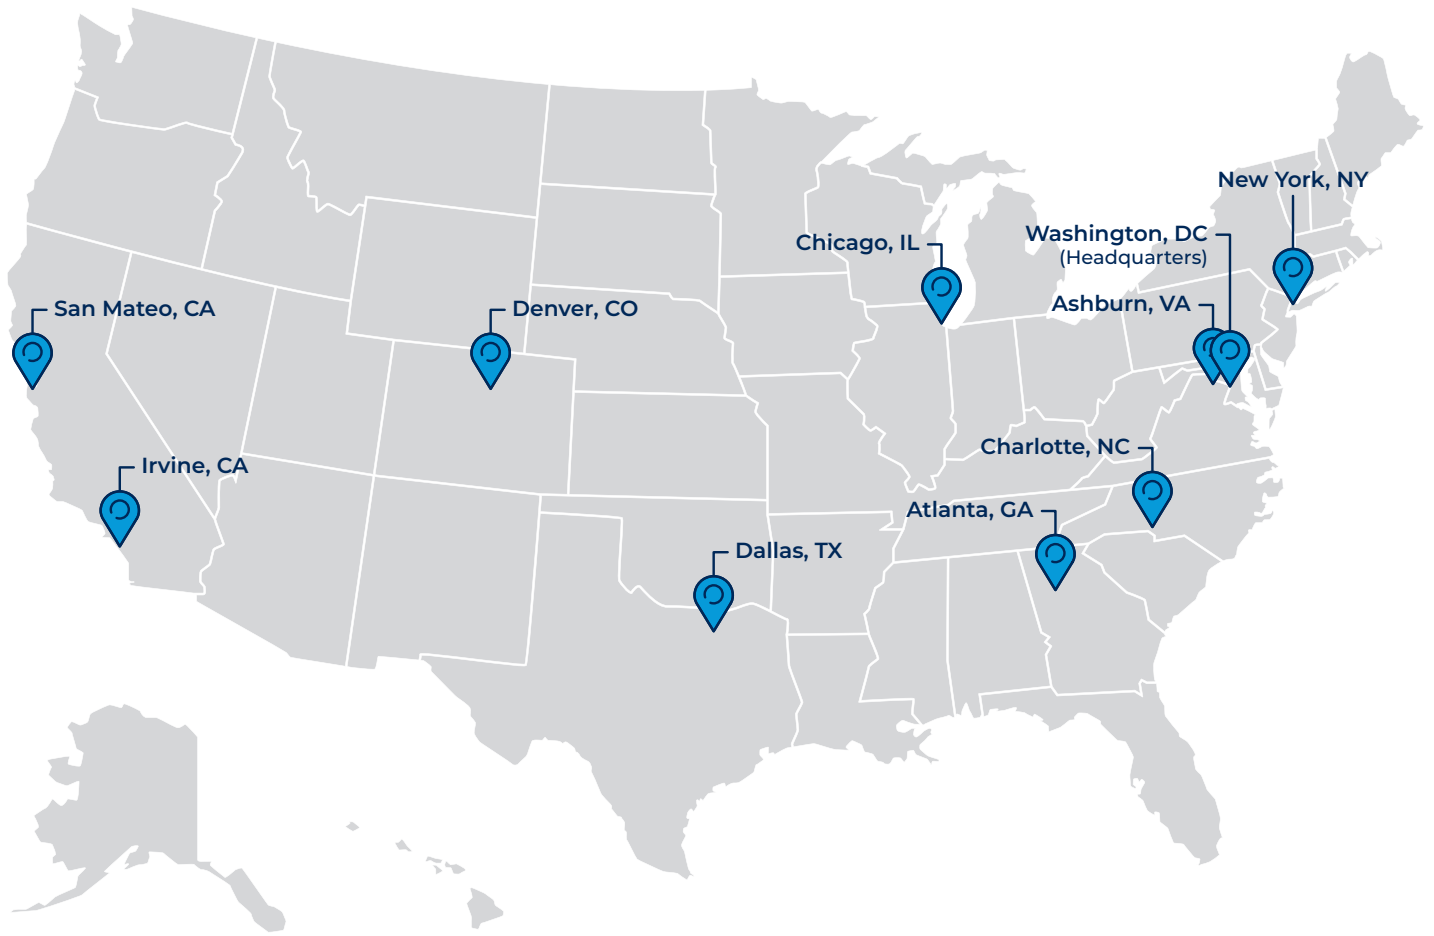 New York, NY
Washington, DC
(Headquarters)
Chicago, IL
Ashburn, VA
San Mateo, CA
Denver, CO
Charlotte, NC
Irvine, CA
Atlanta, GA
Dallas, TX